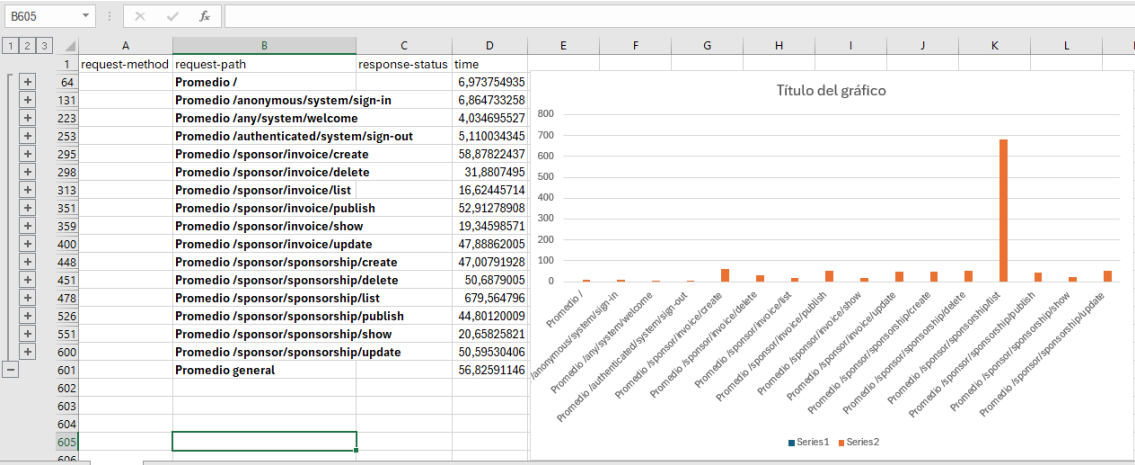 B605 fx
1 2 3 A B C D E F G H I J K L
1 request-method request-path response-status time
64 Promedio / 6,973754935
131 Promedio /anonymous/system/sign-in 6,864733258
223 Promedio /any/system/welcome 4,034695527
253 Promedio /authenticated/system/sign-out 5,110034345
295 Promedio /sponsor/invoice/create 58,87822437
298 Promedio /sponsor/invoice/delete 31,8807495
313 Promedio /sponsor/invoice/list 16,62445714
351 Promedio /sponsor/invoice/publish 52,91278908
359 Promedio /sponsor/invoice/show 19,34598571
400 Promedio /sponsor/invoice/update 47,88862005
448 Promedio /sponsor/sponsorship/create 47,00791928
451 Promedio /sponsor/sponsorship/delete 50,6879005
478 Promedio /sponsor/sponsorship/list 679,564796
526 Promedio /sponsor/sponsorship/publish 44,80120009
551 Promedio /sponsor/sponsorship/show 20,65825821
600 Promedio /sponsor/sponsorship/update 50,59530406
601 Promedio general 56,82591146
602
603
604
605
606
Título del gráfico
800
700
600
500
400
300
200
100
0
Promedio /
/anonymous/system/sign-in
Promedio /any/system/welcome
Promedio /authenticated/system/sign-out
Promedio /sponsor/invoice/create
Promedio /sponsor/invoice/delete
Promedio /sponsor/invoice/list
Promedio /sponsor/invoice/publish
Promedio /sponsor/invoice/show
Promedio /sponsor/invoice/update
Promedio /sponsor/sponsorship/create
Promedio /sponsor/sponsorship/delete
Promedio /sponsor/sponsorship/list
Promedio /sponsor/sponsorship/publish
Promedio /sponsor/sponsorship/show
Promedio /sponsor/sponsorship/update
Series1 Series2